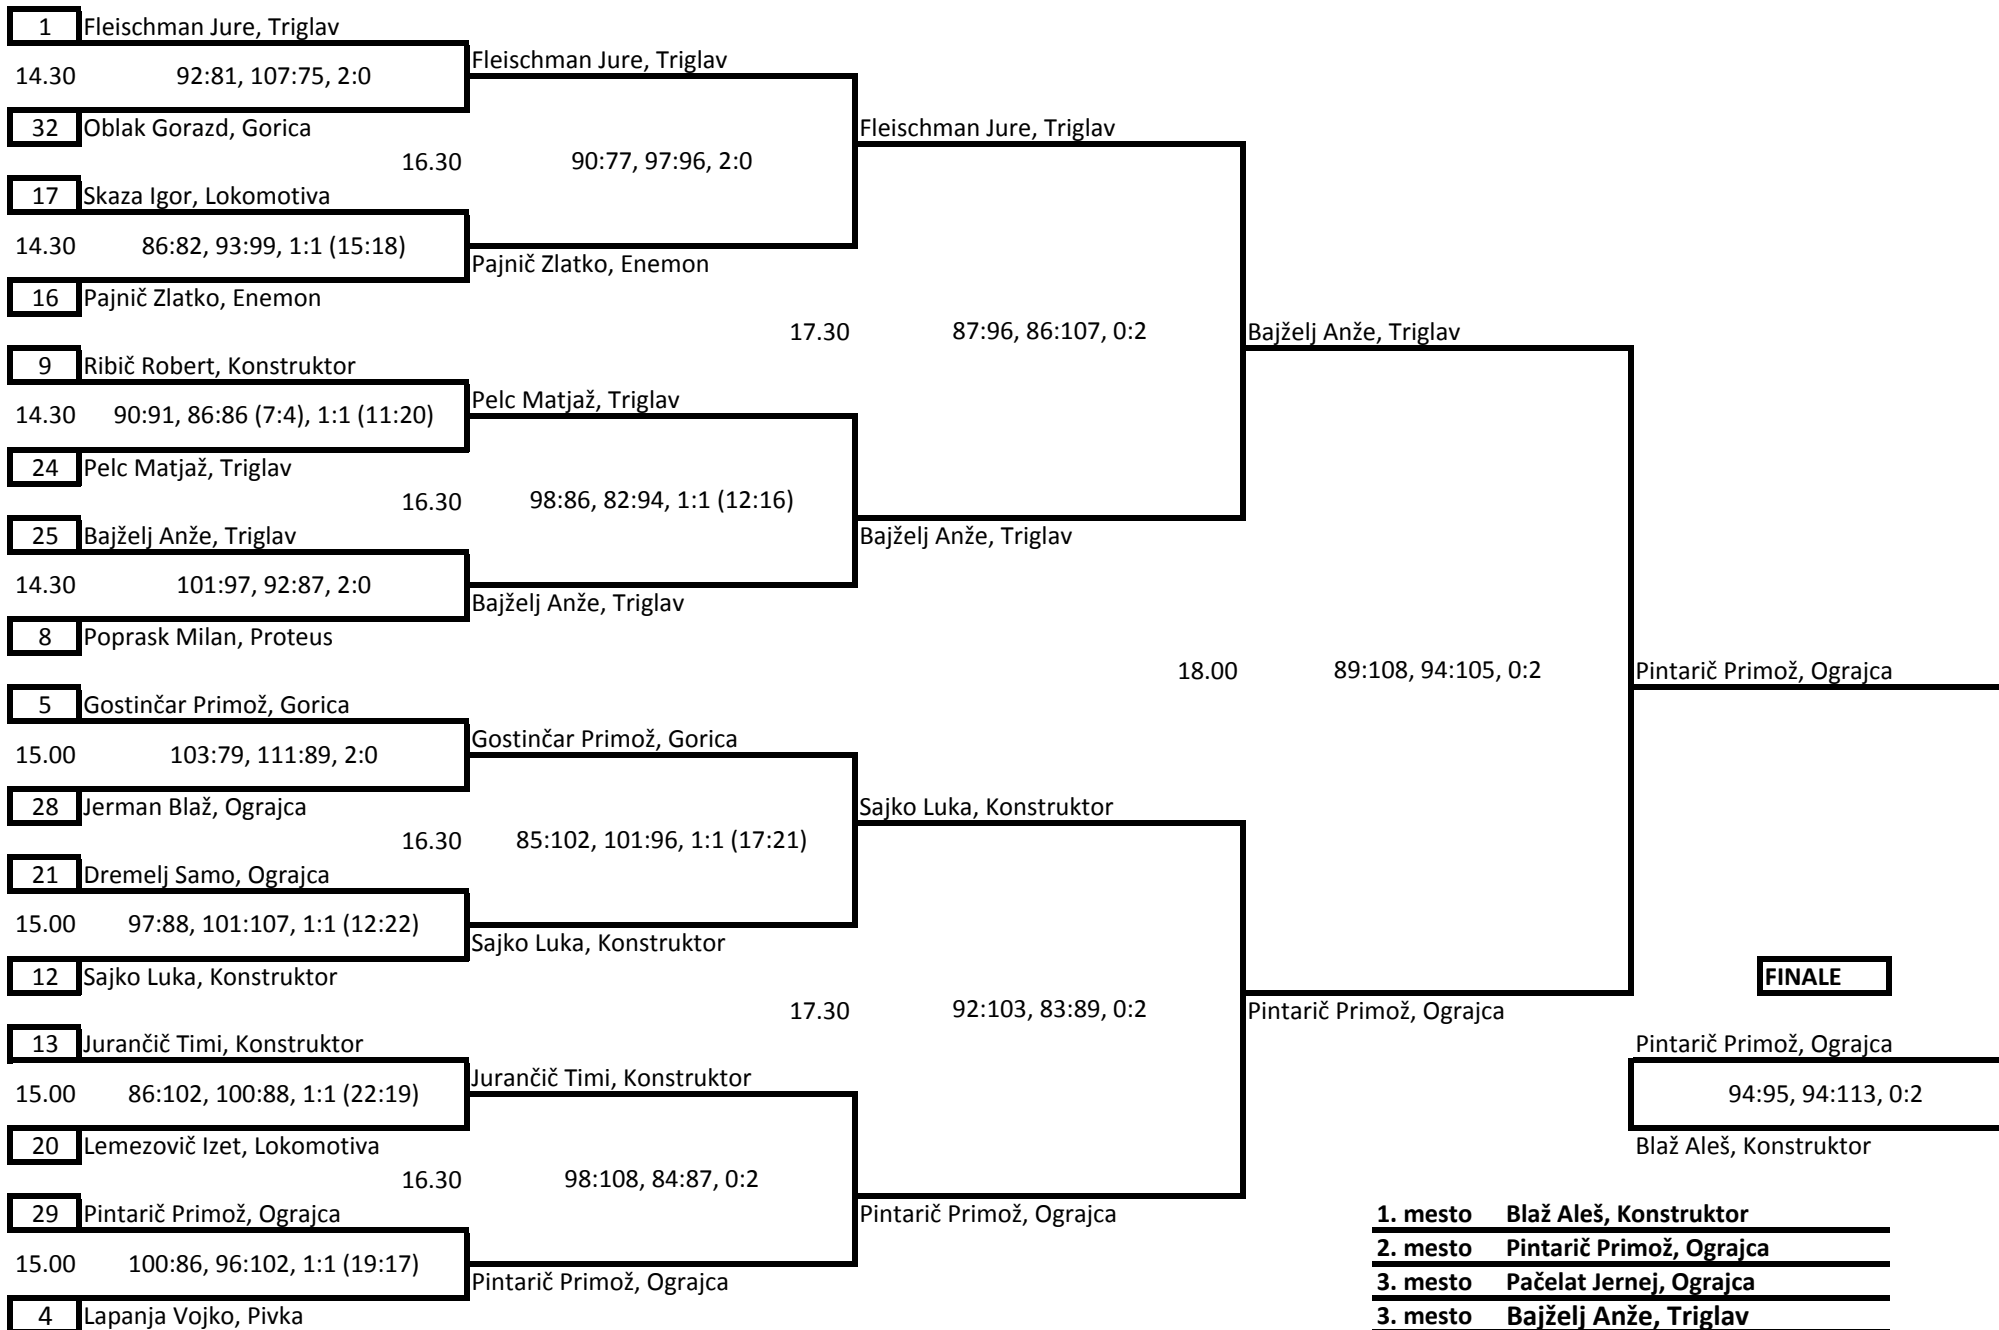 1 Fleischman Jure, Triglav
Fleischman Jure, Triglav
14.30 92:81, 107:75, 2:0
32 Oblak Gorazd, Gorica
Fleischman Jure, Triglav
16.30 90:77, 97:96, 2:0
17 Skaza Igor, Lokomotiva
14.30 86:82, 93:99, 1:1 (15:18)
Pajnič Zlatko, Enemon
16 Pajnič Zlatko, Enemon
17.30 87:96, 86:107, 0:2
Bajželj Anže, Triglav
9 Ribič Robert, Konstruktor
Pelc Matjaž, Triglav
14.30 90:91, 86:86 (7:4), 1:1 (11:20)
24 Pelc Matjaž, Triglav
16.30 98:86, 82:94, 1:1 (12:16)
25 Bajželj Anže, Triglav
Bajželj Anže, Triglav
14.30 101:97, 92:87, 2:0
Bajželj Anže, Triglav
8 Poprask Milan, Proteus
18.00 89:108, 94:105, 0:2
Pintarič Primož, Ograjca
5 Gostinčar Primož, Gorica
Gostinčar Primož, Gorica
15.00 103:79, 111:89, 2:0
28 Jerman Blaž, Ograjca
Sajko Luka, Konstruktor
16.30 85:102, 101:96, 1:1 (17:21)
21 Dremelj Samo, Ograjca
15.00 97:88, 101:107, 1:1 (12:22)
Sajko Luka, Konstruktor
12 Sajko Luka, Konstruktor
FINALE
17.30 92:103, 83:89, 0:2
Pintarič Primož, Ograjca
13 Jurančič Timi, Konstruktor
Pintarič Primož, Ograjca
Jurančič Timi, Konstruktor
15.00 86:102, 100:88, 1:1 (22:19)
94:95, 94:113, 0:2
20 Lemezovič Izet, Lokomotiva
Blaž Aleš, Konstruktor
16.30 98:108, 84:87, 0:2
29 Pintarič Primož, Ograjca
Pintarič Primož, Ograjca
1. mesto Blaž Aleš, Konstruktor
2. mesto Pintarič Primož, Ograjca
15.00 100:86, 96:102, 1:1 (19:17)
Pintarič Primož, Ograjca
3. mesto Pačelat Jernej, Ograjca
4 Lapanja Vojko, Pivka
3. mesto Bajželj Anže, Triglav